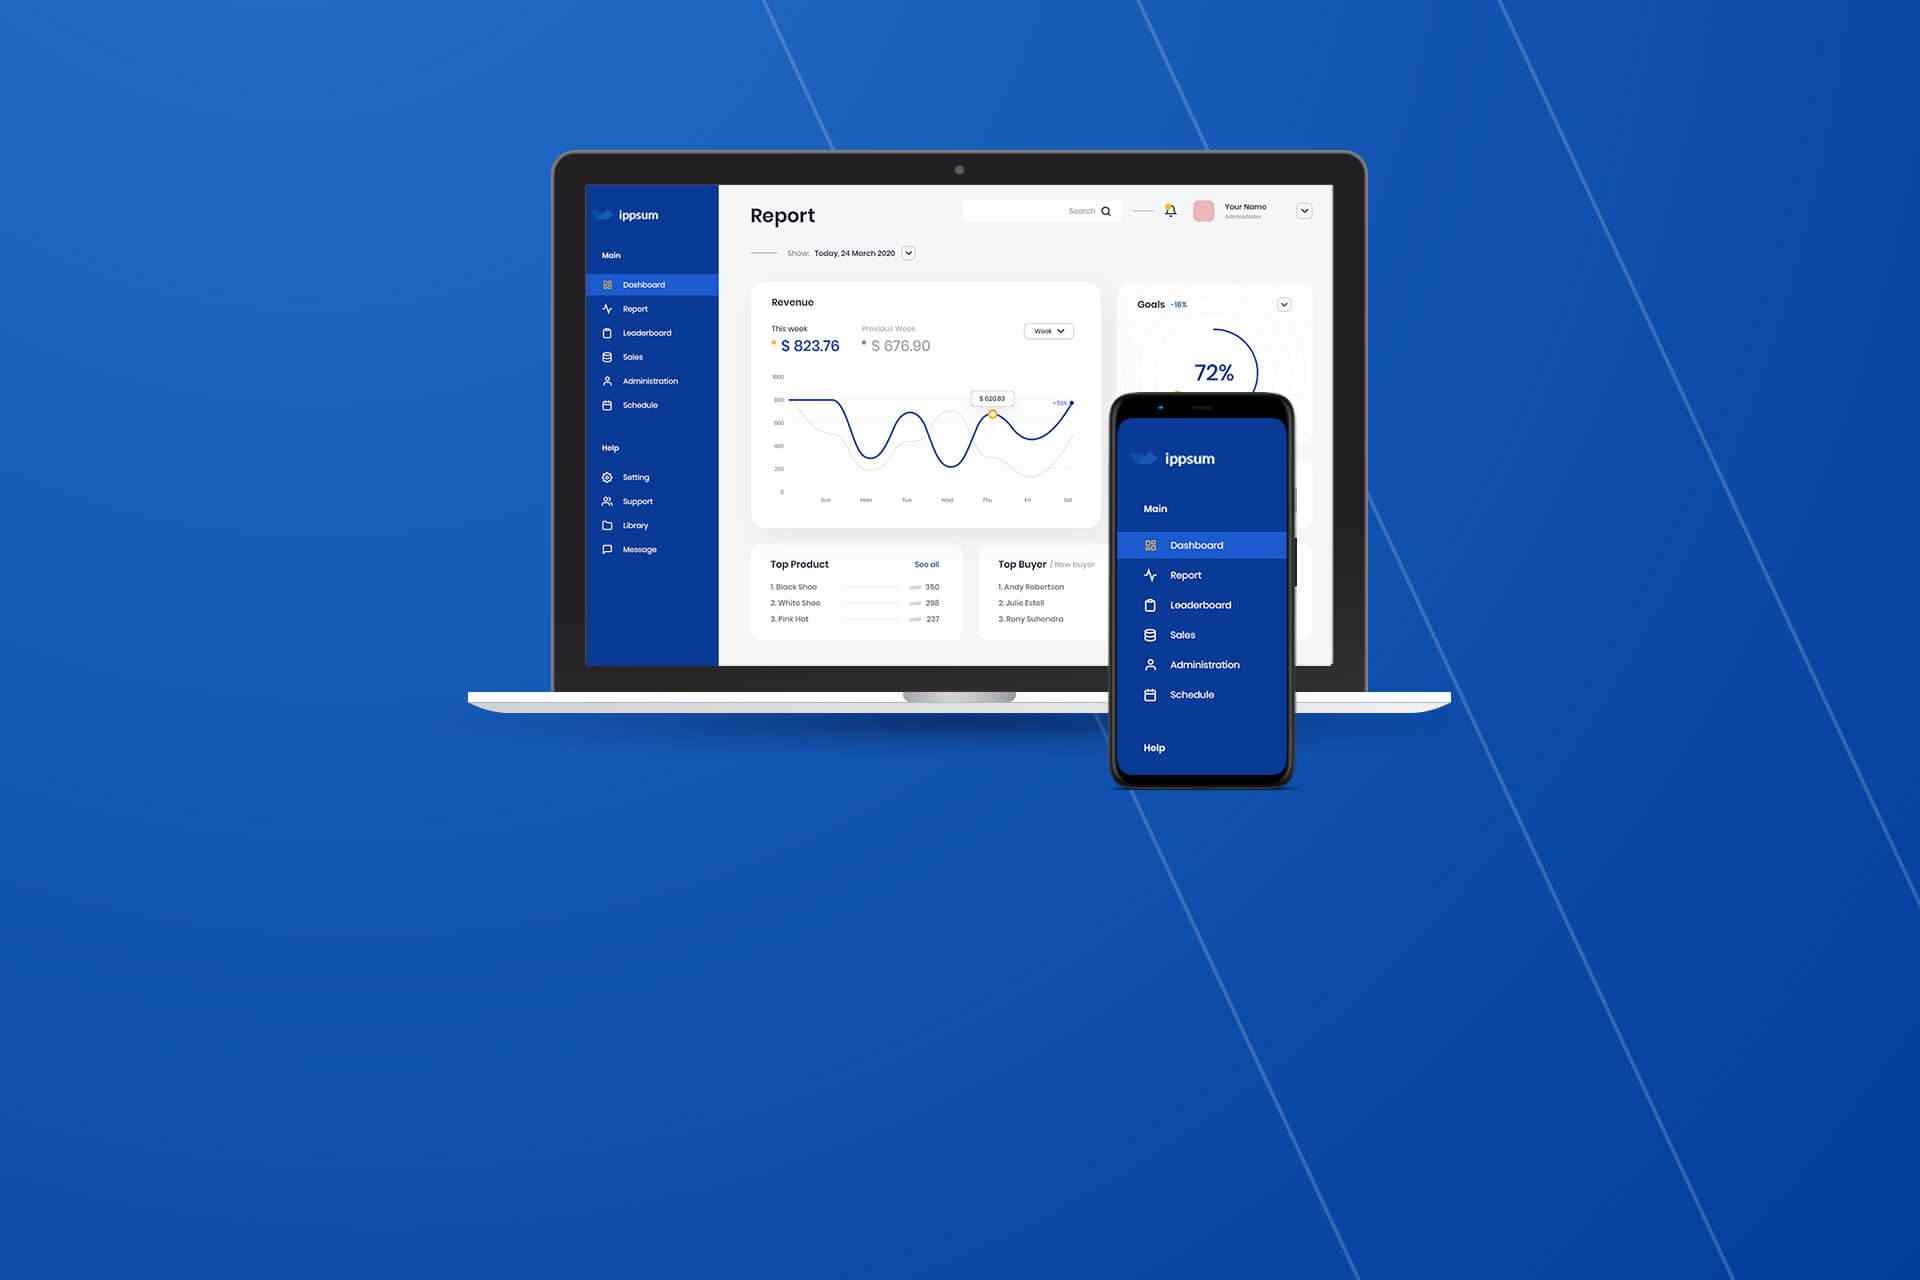 ippsum
Main
Dashboard
Report
Leaderboard
Sales
Administration
Schedule
Help
Setting
Support
Library
Message
Report
Search
Your Name
Administrator
Show: Today, 24 March 2020
Revenue
This week
$ 823.76
Previous Week
$ 676.90
Week
1000
800
600
400
200
0
$ 620.83
Sun Mon Tue Wed Thu Fri Sat
Goals -16%
72%
Top Product See all
1. Black Shoe 350
2. White Shoe 298
3. Pink Hat 237
Top Buyer / New buyer
1. Andy Robertson
2. Julie Estell
3. Rony Suhendra
ippsum
Main
Dashboard
Report
Leaderboard
Sales
Administration
Schedule
Help